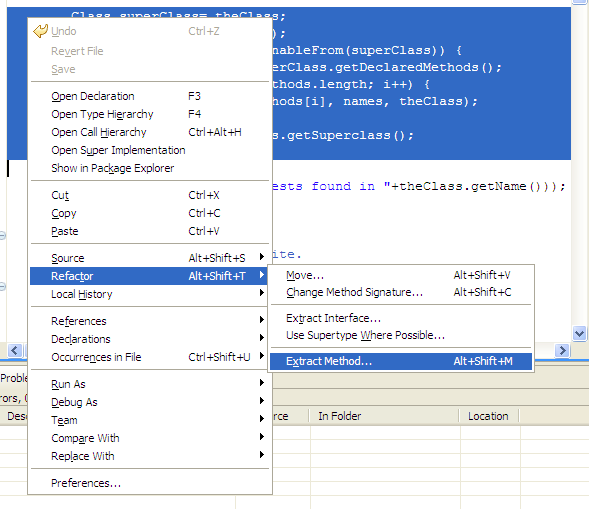 Class superClass= theClass;
Undo Ctrl+Z
);
Revert File
nableFrom(superClass)) {
Save
erClass.getDeclaredMethods();
thods.length; i++) {
Open Declaration F3
hods[i], names, theClass);
Open Type Hierarchy F4
Open Call Hierarchy Ctrl+Alt+H
s.getSuperclass();
Open Super Implementation
Show in Package Explorer
Cut Ctrl+X
ests found in "+theClass.getName()));
Copy Ctrl+C
Paste Ctrl+V
Source Alt+Shift+S
ite.
Refactor Alt+Shift+T
Move... Alt+Shift+V
Local History
Change Method Signature... Alt+Shift+C
References
Extract Interface...
Declarations
Use Supertype Where Possible...
Occurrences in File Ctrl+Shift+U
Extract Method... Alt+Shift+M
Proble
Run As
rors, 0
Debug As
Desc
Team
rce In Folder Location
Compare With
Replace With
Preferences...